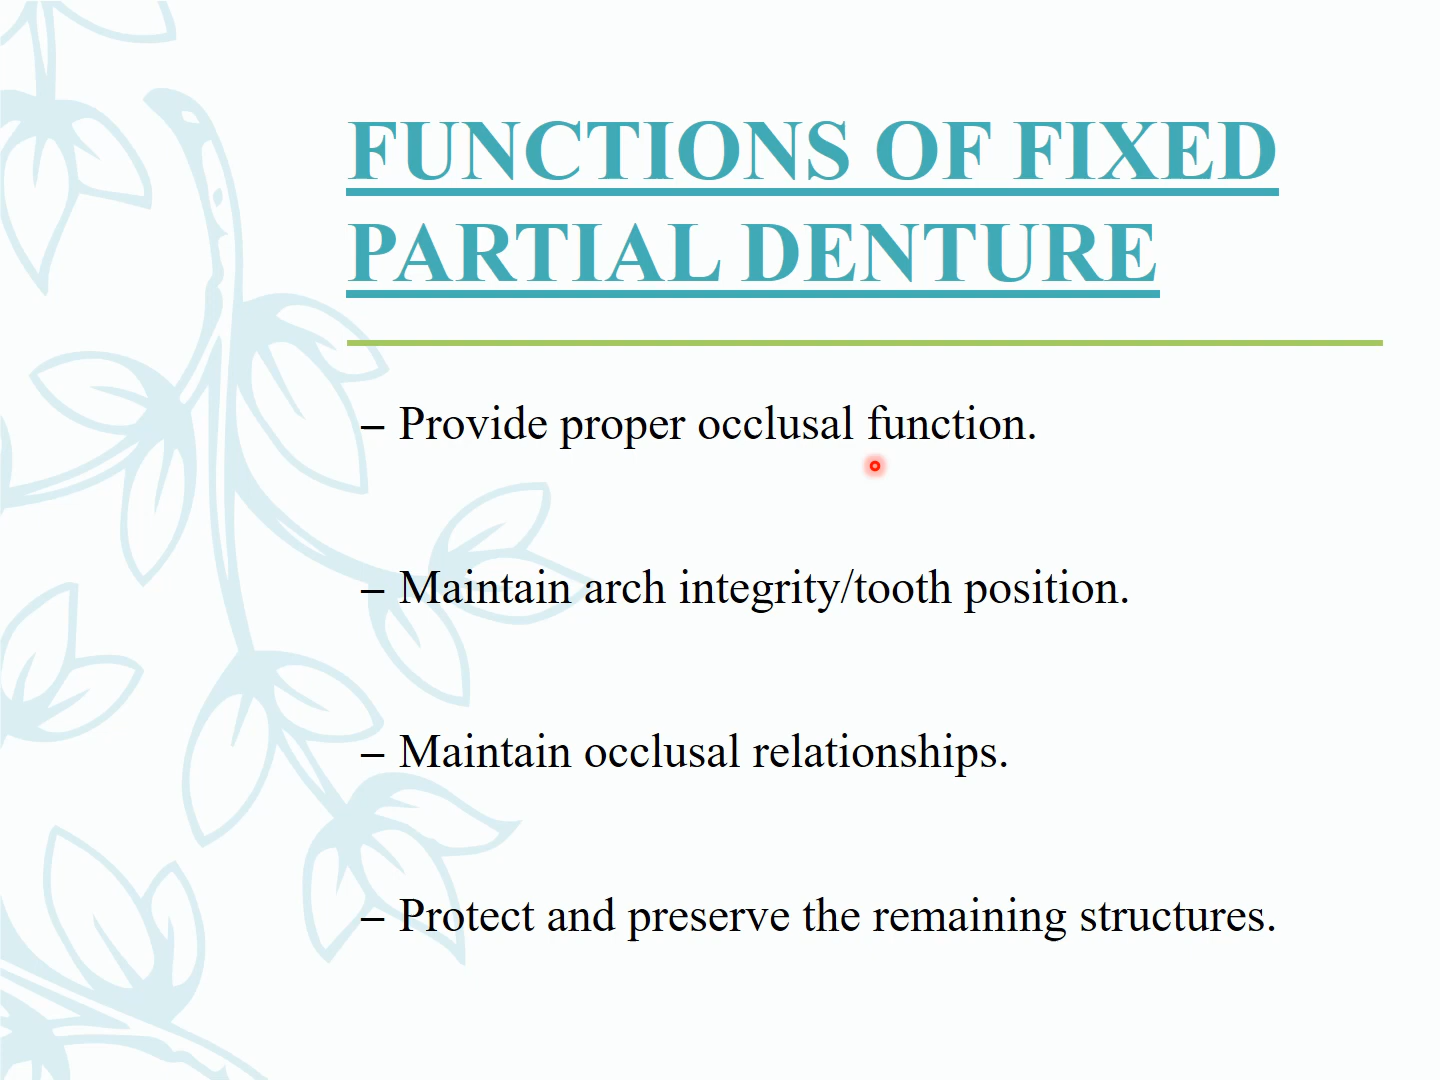 FUNCTIONS OF FIXED
PARTIAL DENTURE
– Provide proper occlusal function.
– Maintain arch integrity/tooth position.
– Maintain occlusal relationships.
– Protect and preserve the remaining structures.